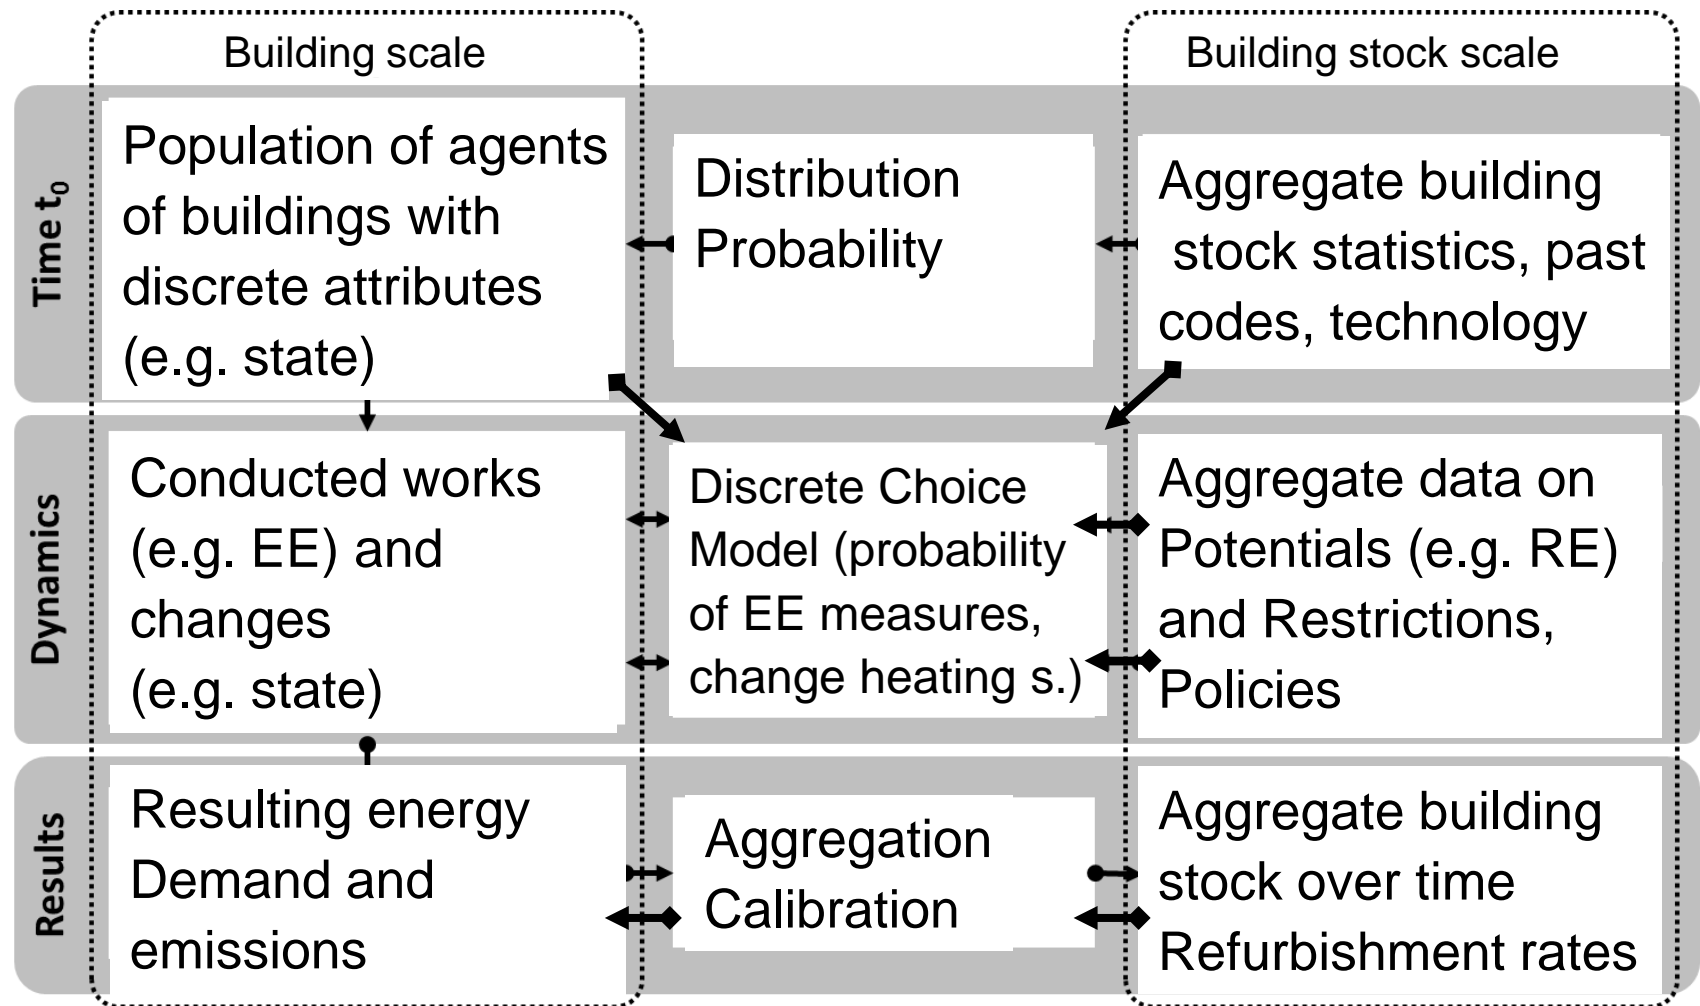 Building scale
Building stock scale
Time t₀
Population of agents
of buildings with
discrete attributes
(e.g. state)
Distribution
Probability
Aggregate building
stock statistics, past
codes, technology
Dynamics
Conducted works
(e.g. EE) and
changes
(e.g. state)
Discrete Choice
Model (probability
of EE measures,
change heating s.)
Aggregate data on
Potentials (e.g. RE)
and Restrictions,
Policies
Results
Resulting energy
Demand and
emissions
Aggregation
Calibration
Aggregate building
stock over time
Refurbishment rates